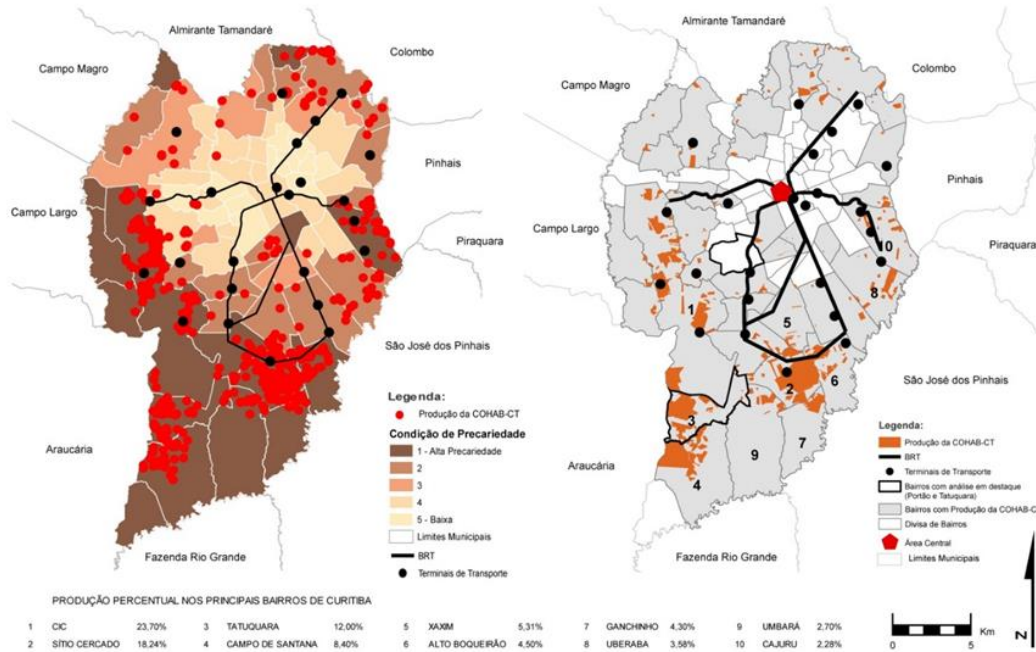 Almirante Tamandaré
Colombo
Campo Magro
Pinhais
Campo Largo
Piraquara
São José dos Pinhais
Araucária
Fazenda Rio Grande
Legenda:
Produção da COHAB-CT
Condição de Precariedade
1 - Alta Precariedade
2
3
4
5 - Baixa
Limites Municipais
BRT
Terminais de Transporte
Almirante Tamandaré
Colombo
Campo Magro
Pinhais
Campo Largo
Piraquara
10
8
1
5
São José dos Pinhais
2
6
3
7
9
4
Araucária
Fazenda Rio Grande
Legenda:
Produção da COHAB-CT
BRT
Terminais de Transporte
Bairros com análise em destaque
(Portão e Tatuquara)
Bairros com Produção da COHAB-C
Divisa de Bairros
Área Central
Limites Municipais
PRODUÇÃO PERCENTUAL NOS PRINCIPAIS BAIRROS DE CURITIBA
1 CIC 23,70% 3 TATUQUARA 12,00% 5 XAXIM 5,31% 7 GANCHINHO 4,30% 9 UMBARÁ 2,70%
2 SÍTIO CERCADO 18,24% 4 CAMPO DE SANTANA 8,40% 6 ALTO BOQUEIRÃO 4,50% 8 UBERABA 3,58% 10 CAJURU 2,28%
Km
0 5
N